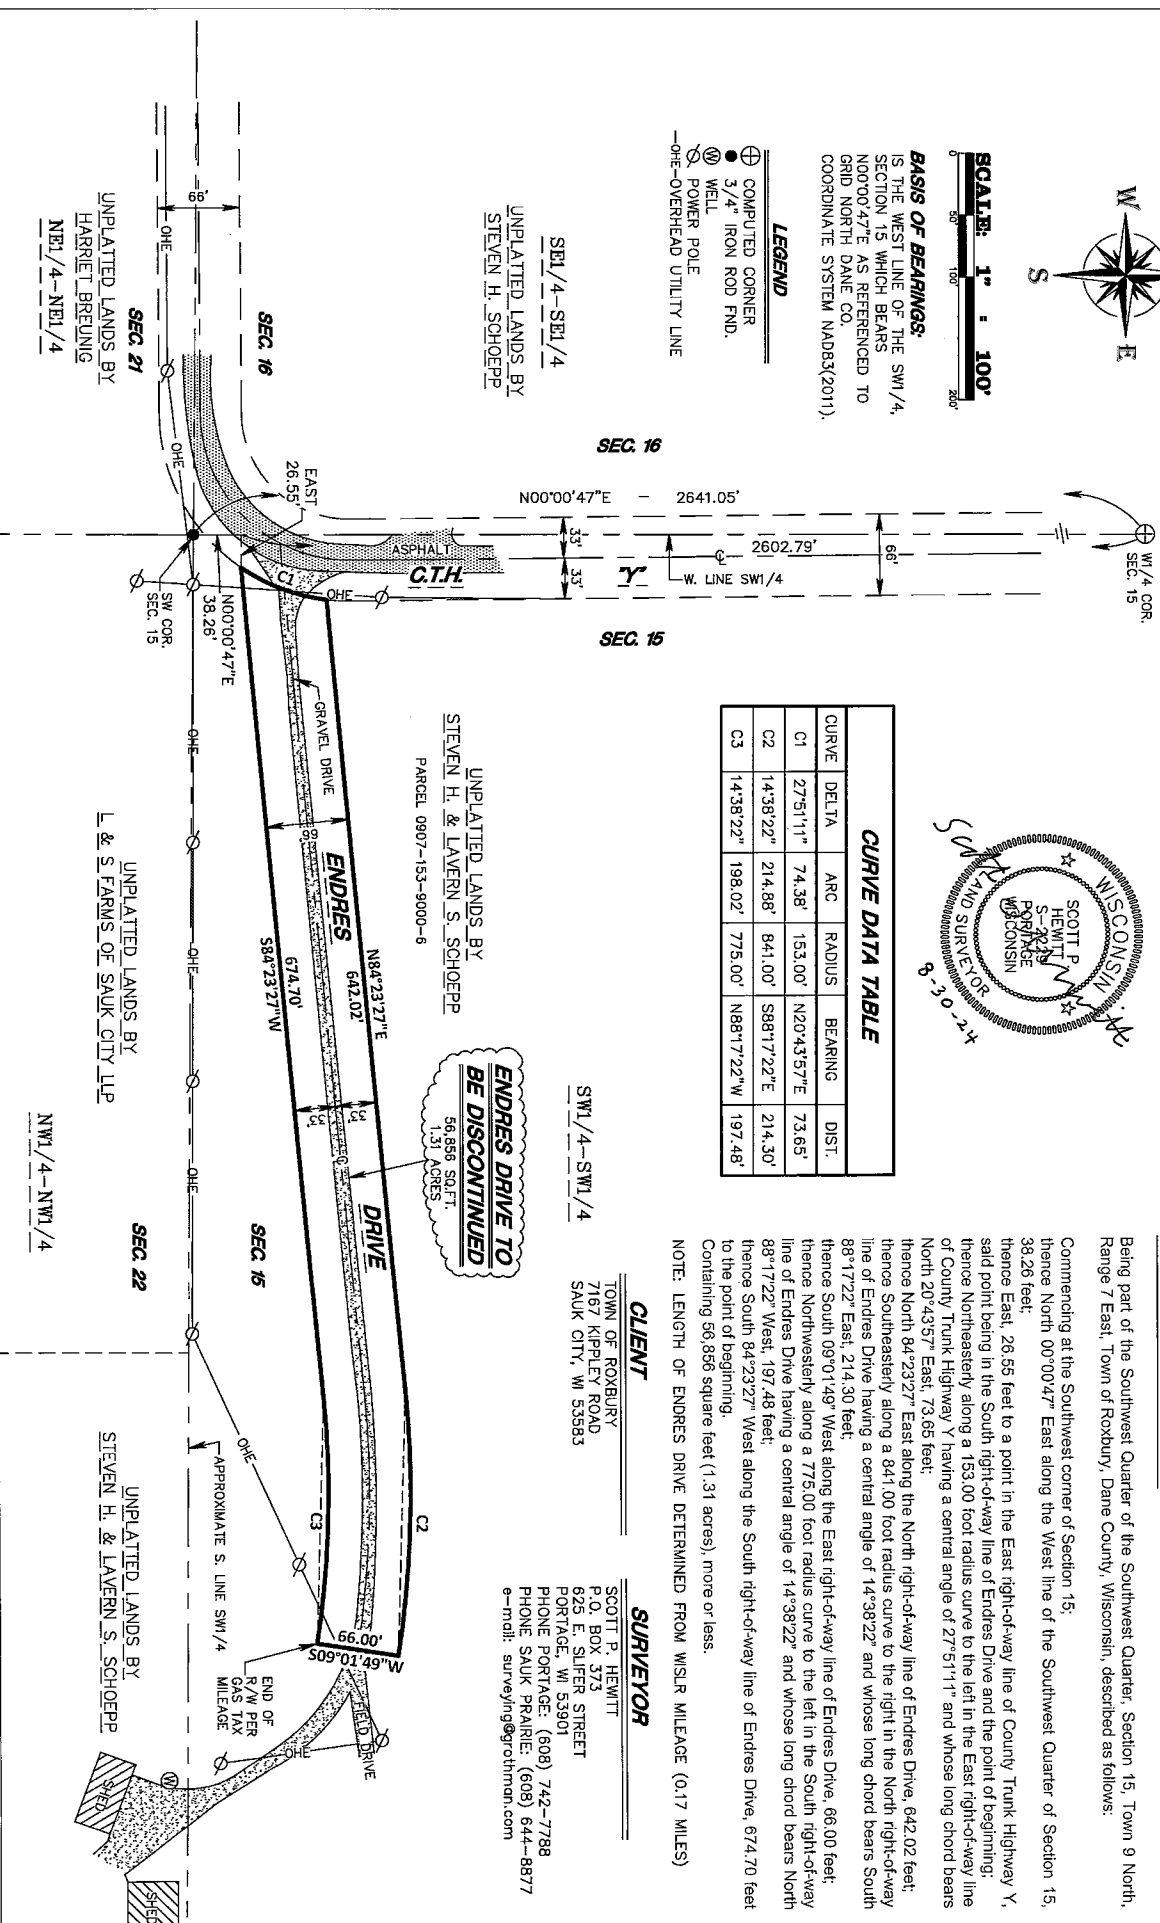 W
E
S
SCALE: 1" = 100'
0 50' 100' 200'
BASIS OF BEARINGS:
IS THE WEST LINE OF THE SW1/4,
SECTION 15 WHICH BEARS
N00°00'47"E AS REFERENCED TO
GRID NORTH DANE CO.
COORDINATE SYSTEM NAD83(2011).
LEGEND
COMPUTED CORNER
3/4" IRON ROD FND.
W WELL
POWER POLE
—OHE—OVERHEAD UTILITY LINE
SE1/4-SE1/4
UNPLATTED LANDS BY
STEVEN H. SCHOEPP
SEC. 16
SEC. 16
SEC. 21
UNPLATTED LANDS BY
HARRIET BREUNIG
NE1/4-NE1/4
66'
OHE
OHE
W1/4 COR.
SEC. 15
N00°00'47"E - 2641.05'
2602.79'
66'
33'
33'
W. LINE SW1/4
ASPHALT
C.T.H. "Y"
SEC. 15
EAST
26.55'
C1
OHE
N00°00'47"E
38.26'
SW COR.
SEC. 15
WISCONSIN
SCOTT P.
HEWITT
S-2229
PORTAGE
WISCONSIN
LAND SURVEYOR
8-30-24
CURVE DATA TABLE
CURVE DELTA ARC RADIUS BEARING DIST.
C1 27°51'11" 74.38' 153.00' N20°43'57"E 73.65'
C2 14°38'22" 214.88' 841.00' S88°17'22"E 214.30'
C3 14°38'22" 198.02' 775.00' N88°17'22"W 197.48'
UNPLATTED LANDS BY
STEVEN H. & LAVERN S. SCHOEPP
PARCEL 0907-153-9000-6
GRAVEL DRIVE
66'
ENDRES DRIVE
N84°23'27"E
642.02'
674.70'
S84°23'27"W
33'
33'
ENDRES DRIVE TO
BE DISCONTINUED
56,856 SQ.FT.
1.31 ACRES
SW1/4-SW1/4
OHE
OHE
OHE
UNPLATTED LANDS BY
L & S FARMS OF SAUK CITY LLP
NW1/4-NW1/4
SEC. 15
SEC. 22
Being part of the Southwest Quarter of the Southwest Quarter, Section 15, Town 9 North,
Range 7 East, Town of Roxbury, Dane County, Wisconsin, described as follows:
Commencing at the Southwest corner of Section 15;
thence North 00°00'47" East along the West line of the Southwest Quarter of Section 15,
38.26 feet;
thence East, 26.55 feet to a point in the East right-of-way line of County Trunk Highway Y,
said point being in the South right-of-way line of Endres Drive and the point of beginning;
thence Northeasterly along a 153.00 foot radius curve to the left in the East right-of-way line
of County Trunk Highway Y having a central angle of 27°51'11" and whose long chord bears
North 20°43'57" East, 73.65 feet;
thence North 84°23'27" East along the North right-of-way line of Endres Drive, 642.02 feet;
thence Southeasterly along a 841.00 foot radius curve to the right in the North right-of-way
line of Endres Drive having a central angle of 14°38'22" and whose long chord bears South
88°17'22" East, 214.30 feet;
thence South 09°01'49" West along the East right-of-way line of Endres Drive, 66.00 feet;
thence Northwesterly along a 775.00 foot radius curve to the left in the South right-of-way
line of Endres Drive having a central angle of 14°38'22" and whose long chord bears North
88°17'22" West, 197.48 feet;
thence South 84°23'27" West along the South right-of-way line of Endres Drive, 674.70 feet
to the point of beginning.
Containing 56,856 square feet (1.31 acres), more or less.
NOTE: LENGTH OF ENDRES DRIVE DETERMINED FROM WISLR MILEAGE (0.17 MILES)
CLIENT
TOWN OF ROXBURY
7167 KIPPLEY ROAD
SAUK CITY, WI 53583
SURVEYOR
SCOTT P. HEWITT
P.O. BOX 373
625 E. SLIFER STREET
PORTAGE, WI 53901
PHONE PORTAGE: (608) 742-7788
PHONE SAUK PRAIRIE: (608) 644-8877
e-mail: surveying@grothman.com
C2
C3
66.00'
S09°01'49"W
END OF
R/W PER
GAS TAX
MILEAGE
APPROXIMATE S. LINE SW1/4
OHE
OHE
FIELD DRIVE
W
SHED
SHED
UNPLATTED LANDS BY
STEVEN H. & LAVERN S. SCHOEPP